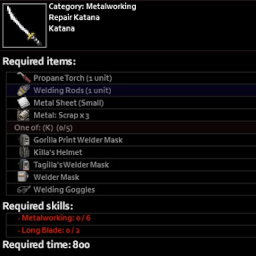 Category: Metalworking
Repair Katana
Katana
Required items:
Propane Torch (1 unit)
Welding Rods (1 unit)
Metal Sheet (Small)
Metal: Scrap x 3
One of: (K) (0/5)
Gorilla Print Welder Mask
Killa's Helmet
Tagilla's Welder Mask
Welder Mask
Welding Goggles
Required skills:
- Metalworking: 0 / 6
- Long Blade: 0 / 2
Required time: 800